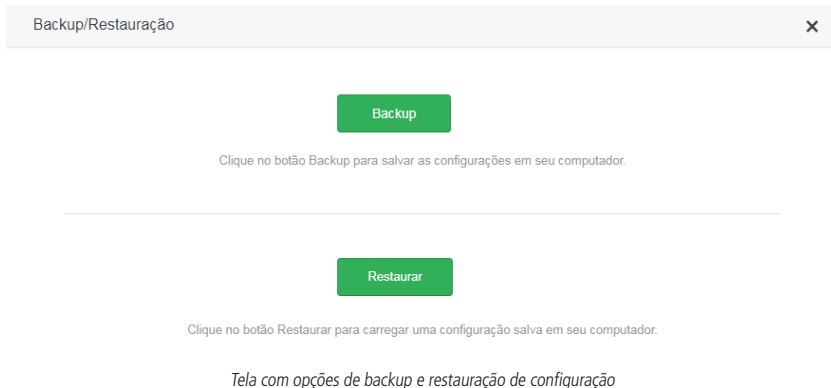 Backup/Restauração
Backup
Clique no botão Backup para salvar as configurações em seu computador.
Restaurar
Clique no botão Restaurar para carregar uma configuração salva em seu computador.
Tela com opções de backup e restauração de configuração